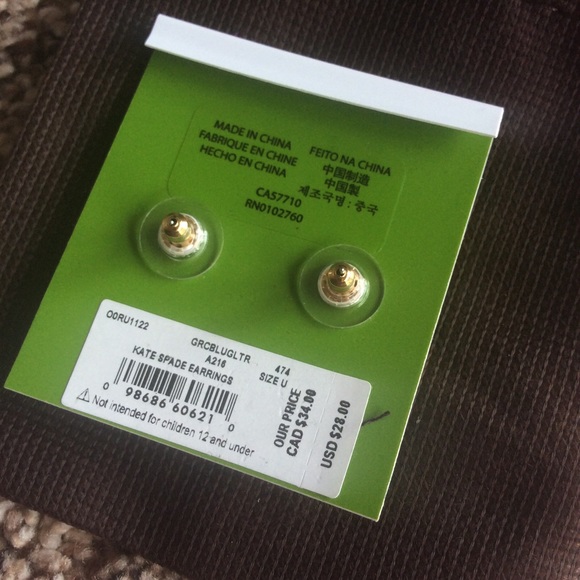 MADE IN CHINA
FABRIQUE EN CHINE
HECHO EN CHINA
FEITO NA CHINA
中国制造
中国製
제조국명 : 중국
CA57710
RN0102760
O0RU1122
GRCBLUGLTR 474
A216 SIZE U
KATE SPADE EARRINGS
0 98686 60621 0
Not intended for children 12 and under
OUR PRICE
CAD $34.00
USD $28.00